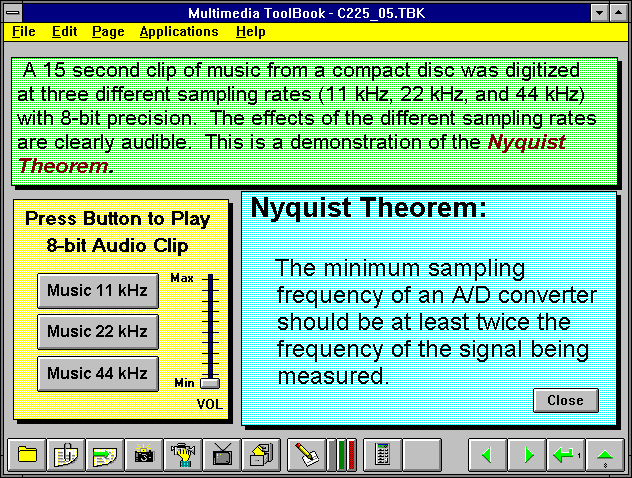 Multimedia ToolBook - C225_05.TBK
File Edit Page Applications Help
A 15 second clip of music from a compact disc was digitized
at three different sampling rates (11 kHz, 22 kHz, and 44 kHz)
with 8-bit precision. The effects of the different sampling rates
are clearly audible. This is a demonstration of the Nyquist
Theorem.
Press Button to Play
8-bit Audio Clip
Music 11 kHz
Music 22 kHz
Music 44 kHz
Max
Min
VOL
Nyquist Theorem:
The minimum sampling
frequency of an A/D converter
should be at least twice the
frequency of the signal being
measured.
Close
1